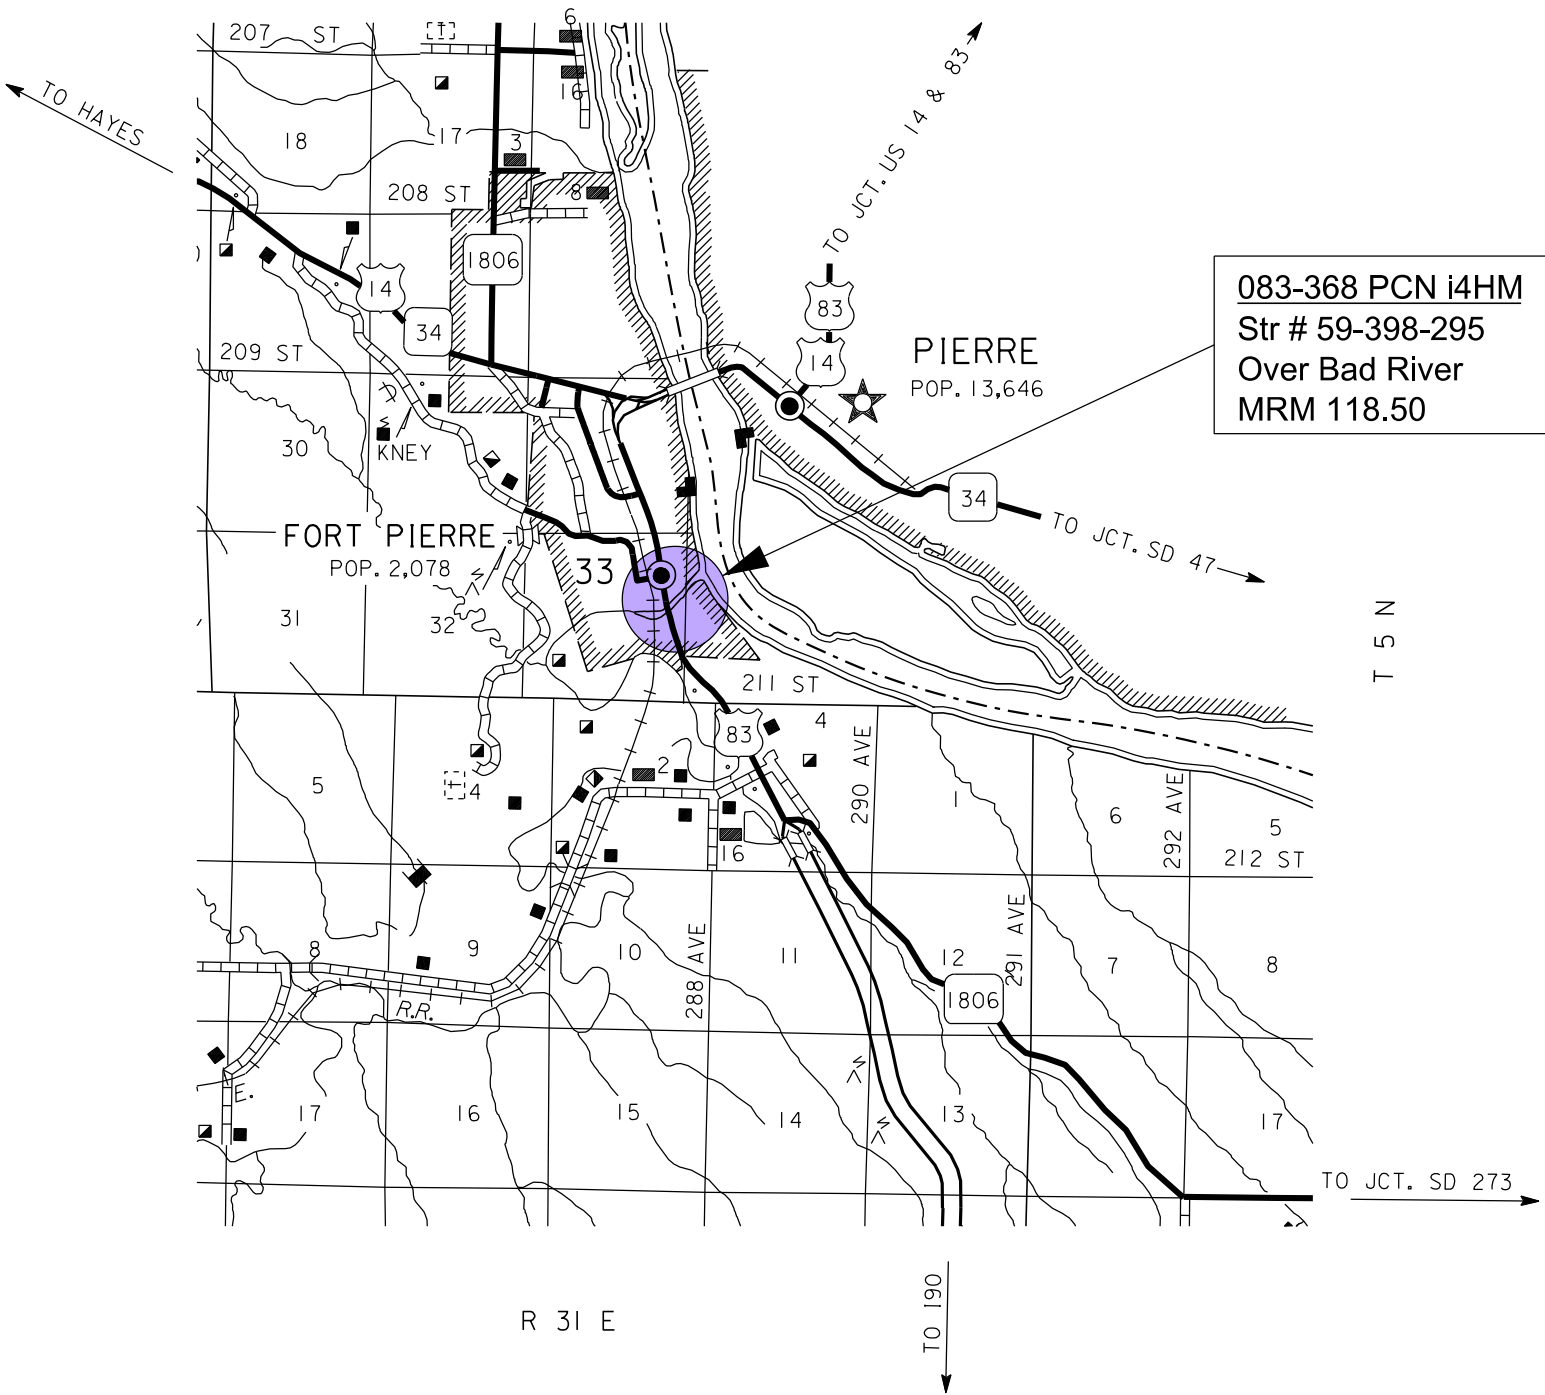 207 ST
6
16
TO HAYES
18
17
3
208 ST
8
TO JCT. US 14 & 83
1806
14
34
83
14
083-368 PCN i4HM
Str # 59-398-295
Over Bad River
MRM 118.50
209 ST
PIERRE
POP. 13,646
30
KNEY
34
TO JCT. SD 47
FORT PIERRE
POP. 2,078
33
31
32
T 5 N
211 ST
83
4
290 AVE
5
4
2
1
6
292 AVE
5
212 ST
16
8
9
10
288 AVE
11
12
291 AVE
7
8
1806
R.R.
E.
17
16
15
14
13
17
TO JCT. SD 273
TO I90
R 31 E